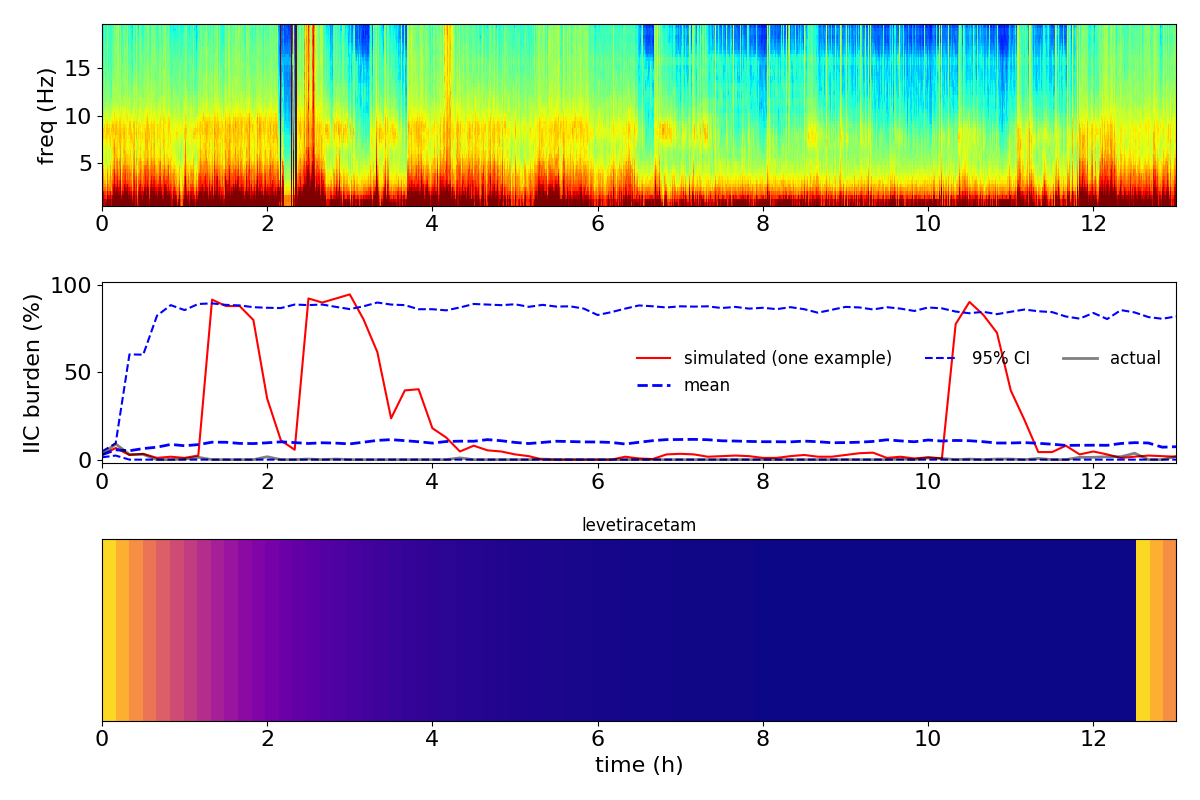 freq (Hz)
15
10
5
0 2 4 6 8 10 12
IIC burden (%)
100
50
0
simulated (one example) 95% CI actual
mean
0 2 4 6 8 10 12
levetiracetam
0 2 4 6 8 10 12
time (h)